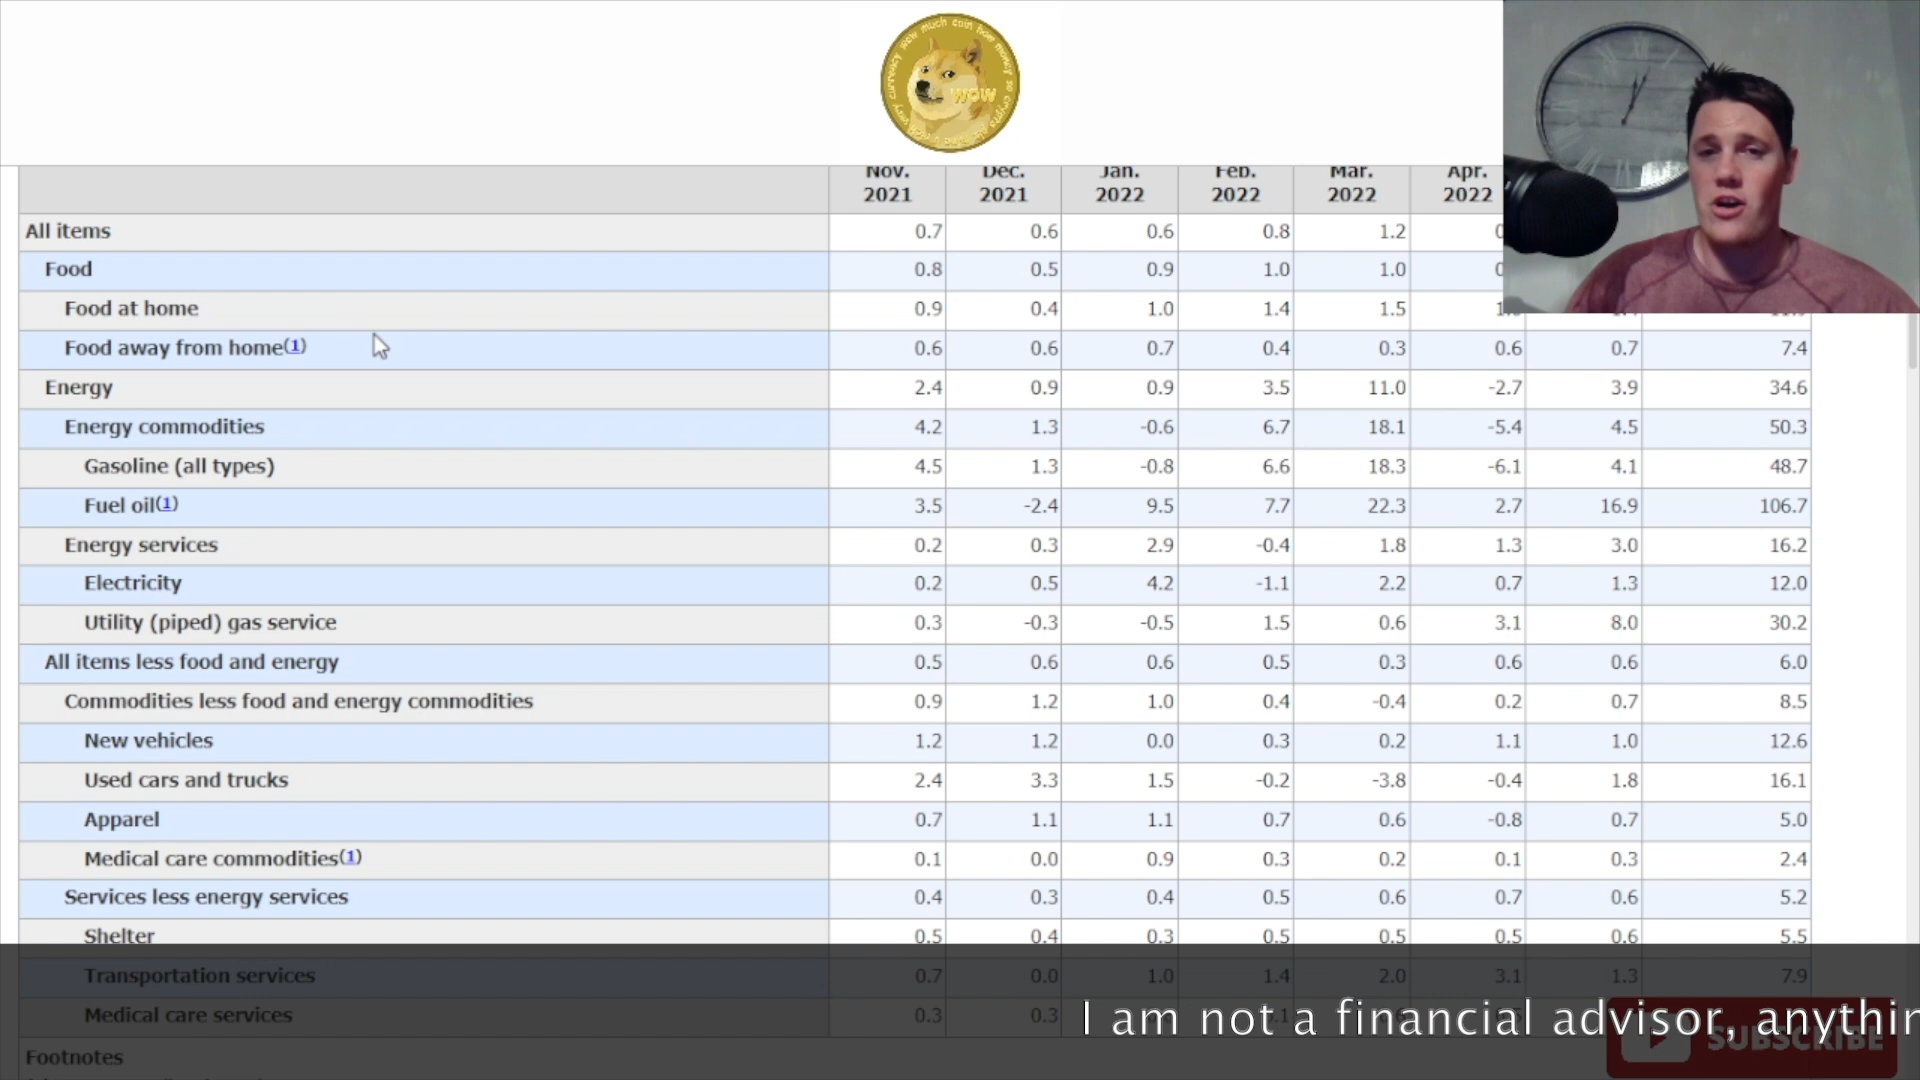 WOW
Nov. Dec. Jan. Feb. Mar. Apr.
2021 2021 2022 2022 2022 2022
All items 0.7 0.6 0.6 0.8 1.2
Food 0.8 0.5 0.9 1.0 1.0
Food at home 0.9 0.4 1.0 1.4 1.5
Food away from home(1) 0.6 0.6 0.7 0.4 0.3 0.6 0.7 7.4
Energy 2.4 0.9 0.9 3.5 11.0 -2.7 3.9 34.6
Energy commodities 4.2 1.3 -0.6 6.7 18.1 -5.4 4.5 50.3
Gasoline (all types) 4.5 1.3 -0.8 6.6 18.3 -6.1 4.1 48.7
Fuel oil(1) 3.5 -2.4 9.5 7.7 22.3 2.7 16.9 106.7
Energy services 0.2 0.3 2.9 -0.4 1.8 1.3 3.0 16.2
Electricity 0.2 0.5 4.2 -1.1 2.2 0.7 1.3 12.0
Utility (piped) gas service 0.3 -0.3 -0.5 1.5 0.6 3.1 8.0 30.2
All items less food and energy 0.5 0.6 0.6 0.5 0.3 0.6 0.6 6.0
Commodities less food and energy commodities 0.9 1.2 1.0 0.4 -0.4 0.2 0.7 8.5
New vehicles 1.2 1.2 0.0 0.3 0.2 1.1 1.0 12.6
Used cars and trucks 2.4 3.3 1.5 -0.2 -3.8 -0.4 1.8 16.1
Apparel 0.7 1.1 1.1 0.7 0.6 -0.8 0.7 5.0
Medical care commodities(1) 0.1 0.0 0.9 0.3 0.2 0.1 0.3 2.4
Services less energy services 0.4 0.3 0.4 0.5 0.6 0.7 0.6 5.2
Shelter 0.5 0.4 0.3 0.5 0.5 0.5 0.6 5.5
Transportation services 0.7 0.0 1.0 1.4 2.0 3.1 1.3 7.9
Medical care services 0.3 0.3
I am not a financial advisor, anythin
SUBSCRIBE
Footnotes